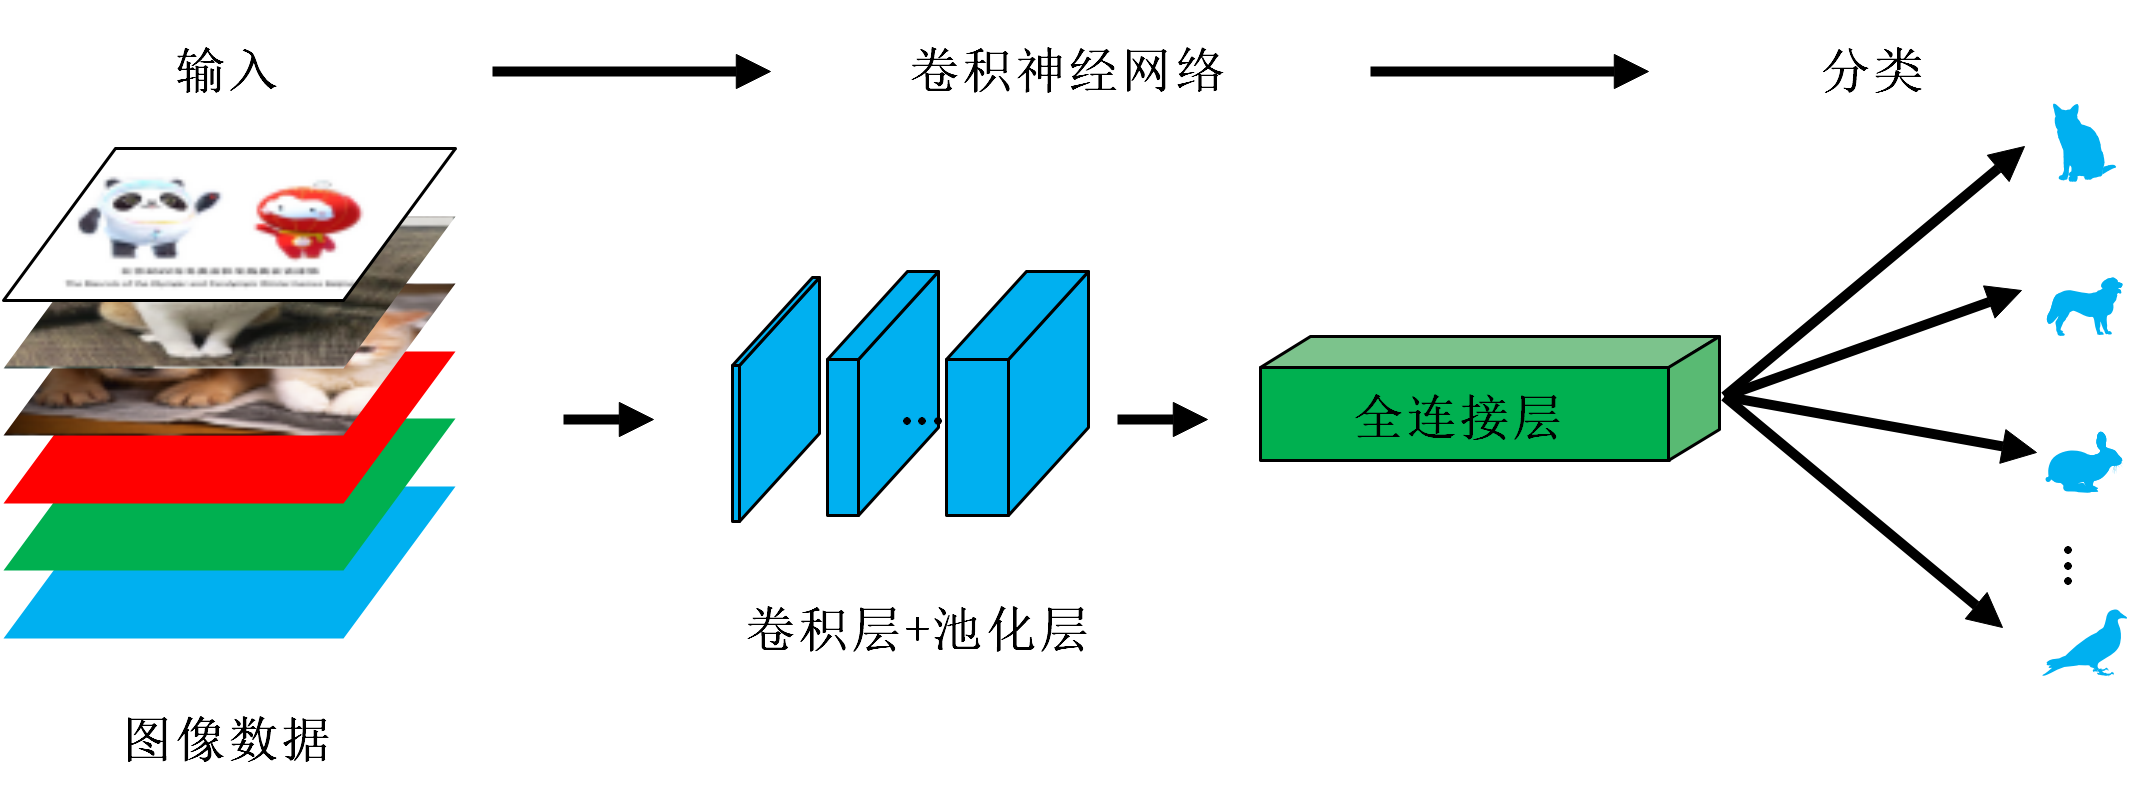 输入
卷积神经网络
分类
全连接层
卷积层+池化层
图像数据